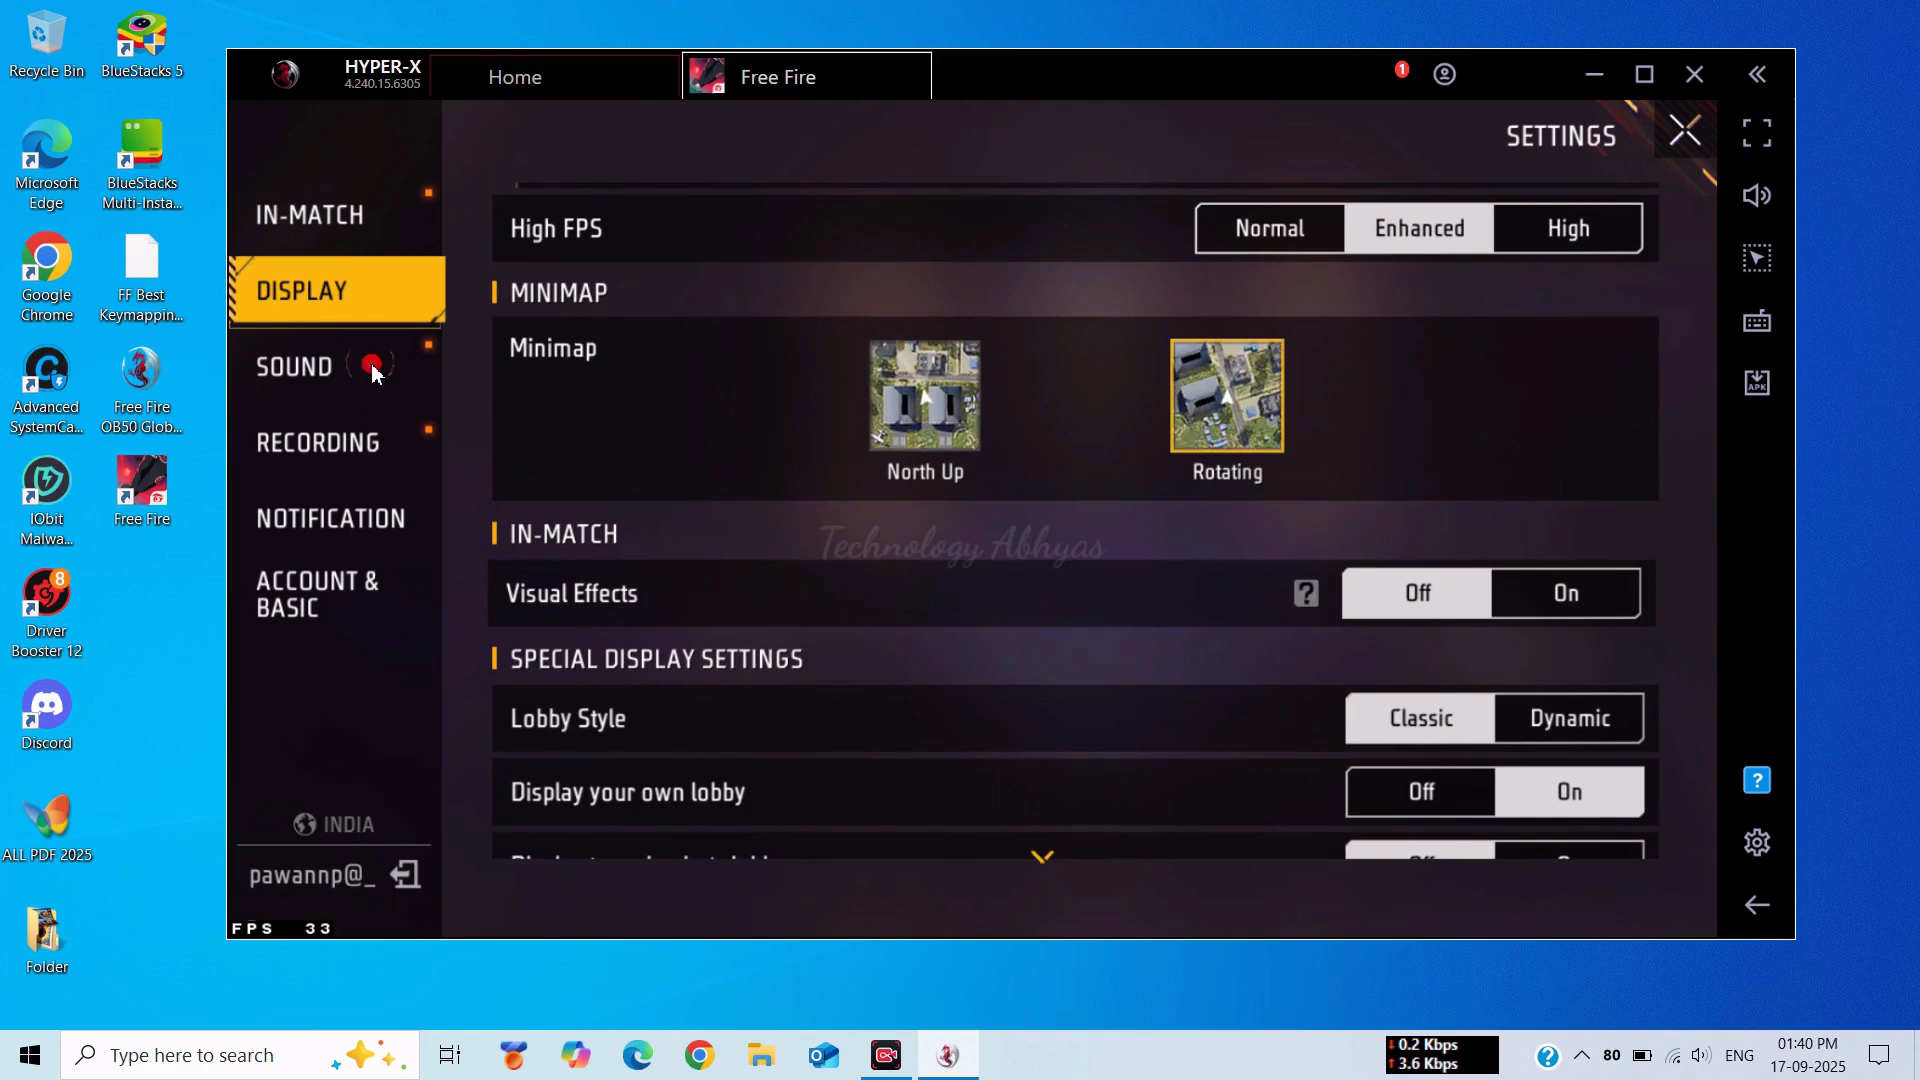 Recycle Bin
BlueStacks 5
Microsoft
Edge
BlueStacks
Multi-Insta...
Google
Chrome
FF Best
Keymappin...
Advanced
SystemCa...
Free Fire
OB50 Glob...
IObit
Malwa...
Free Fire
8
Driver
Booster 12
Discord
ALL PDF 2025
Folder
HYPER-X
4.240.15.6305
Home
Free Fire
1
SETTINGS
IN-MATCH
DISPLAY
SOUND
RECORDING
NOTIFICATION
ACCOUNT &
BASIC
INDIA
pawannp@_
FPS 33
High FPS
Normal
Enhanced
High
MINIMAP
Minimap
North Up
Rotating
IN-MATCH
Technology Abhyas
Visual Effects
?
Off
On
SPECIAL DISPLAY SETTINGS
Lobby Style
Classic
Dynamic
Display your own lobby
Off
On
APK
?
Type here to search
0.2 Kbps
3.6 Kbps
?
80
ENG
01:40 PM
17-09-2025